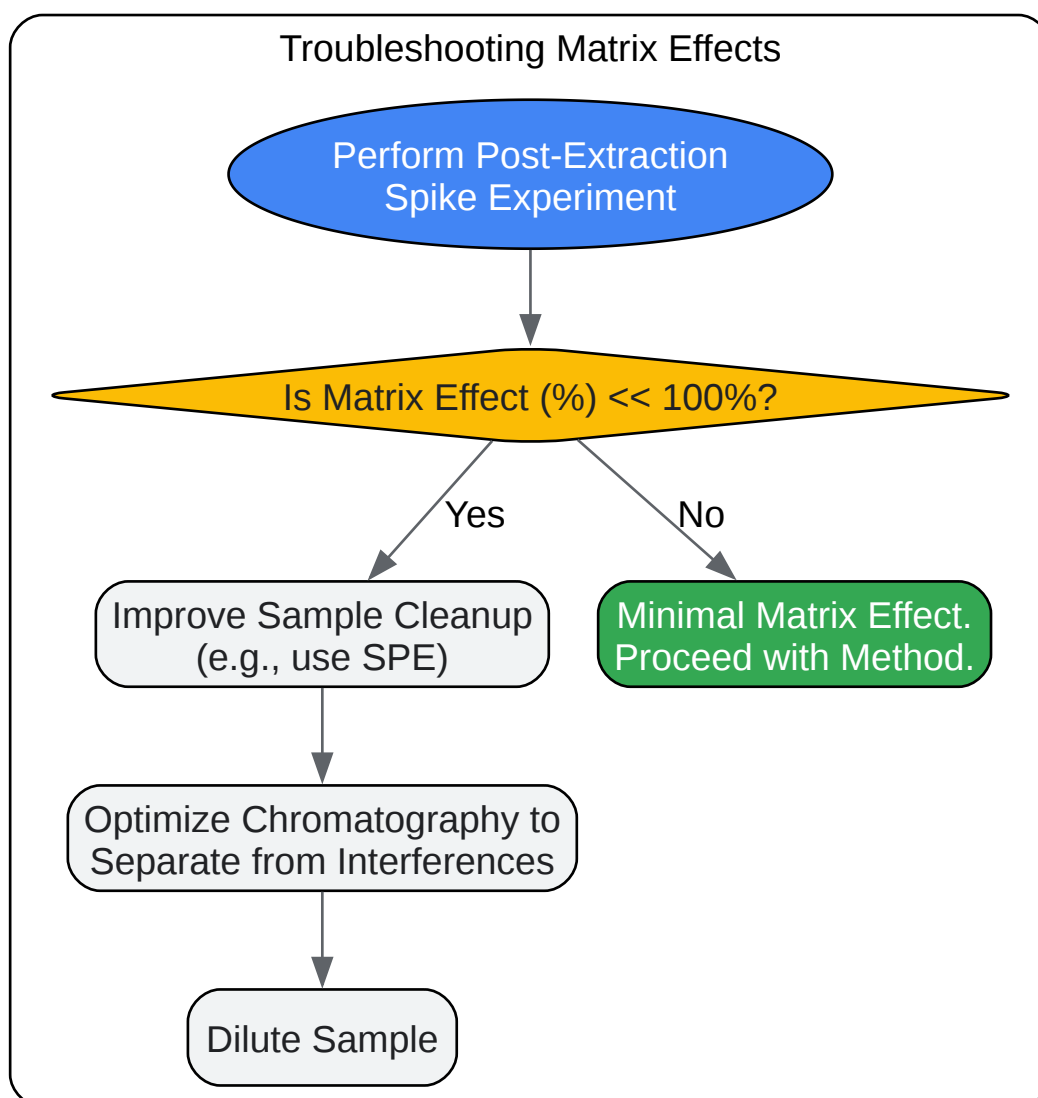 Troubleshooting Matrix Effects
Perform Post-Extraction
Spike Experiment
Is Matrix Effect (%) << 100%?
Yes
No
Improve Sample Cleanup
(e.g., use SPE)
Minimal Matrix Effect.
Proceed with Method.
Optimize Chromatography to
Separate from Interferences
Dilute Sample